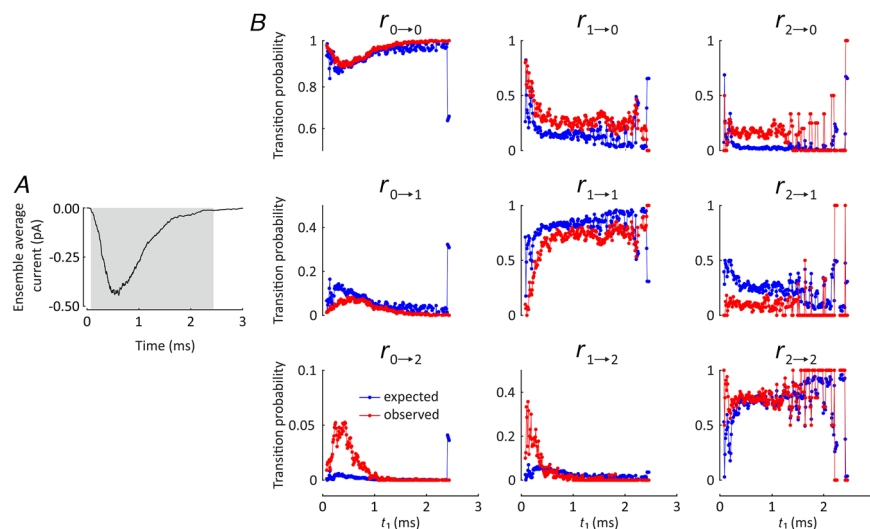 B
r0→0
r1→0
r2→0
Transition probability
1
0.8
0.6
1
0.5
0
1
0.5
0
A
Ensemble average
current (pA)
0.00
-0.25
-0.50
0
1
2
3
Time (ms)
r0→1
r1→1
r2→1
0.4
0.2
0
1
0.5
0
1
0.5
0
r0→2
r1→2
r2→2
Transition probability
0.1
0.05
0
0.4
0.2
0
1
0.5
0
expected
observed
0
1
2
3
0
1
2
3
0
1
2
t1 (ms)
t1 (ms)
t1 (ms)